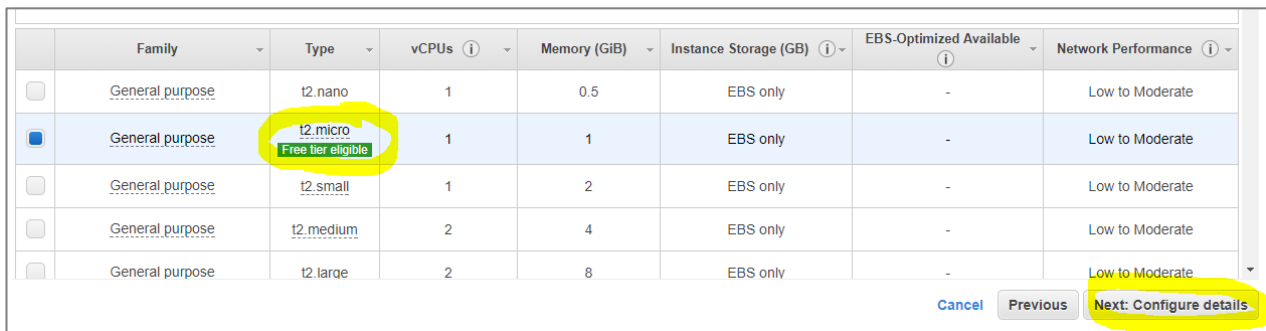 Family Type vCPUs Memory (GiB) Instance Storage (GB) EBS-Optimized Available Network Performance
General purpose t2.nano 1 0.5 EBS only - Low to Moderate
General purpose t2.micro 1 1 EBS only - Low to Moderate
Free tier eligible
General purpose t2.small 1 2 EBS only - Low to Moderate
General purpose t2.medium 2 4 EBS only - Low to Moderate
General purpose t2.large 2 8 EBS only - Low to Moderate
Cancel Previous Next: Configure details